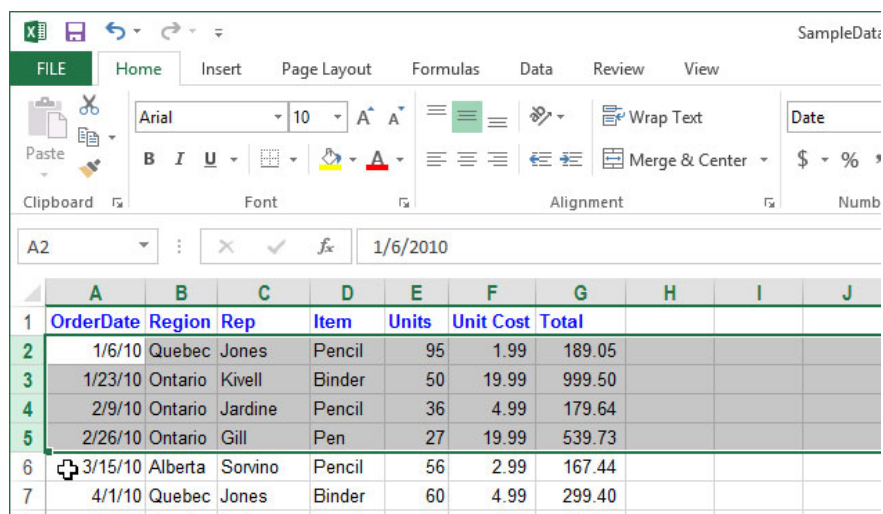 SampleData
FILE Home Insert Page Layout Formulas Data Review View
Arial 10 A A Wrap Text Date
Paste B I U A Merge & Center $ %
Clipboard Font Alignment Numb
A2 fx 1/6/2010
A B C D E F G H I J
1 OrderDate Region Rep Item Units Unit Cost Total
2 1/6/10 Quebec Jones Pencil 95 1.99 189.05
3 1/23/10 Ontario Kivell Binder 50 19.99 999.50
4 2/9/10 Ontario Jardine Pencil 36 4.99 179.64
5 2/26/10 Ontario Gill Pen 27 19.99 539.73
6 3/15/10 Alberta Sorvino Pencil 56 2.99 167.44
7 4/1/10 Quebec Jones Binder 60 4.99 299.40